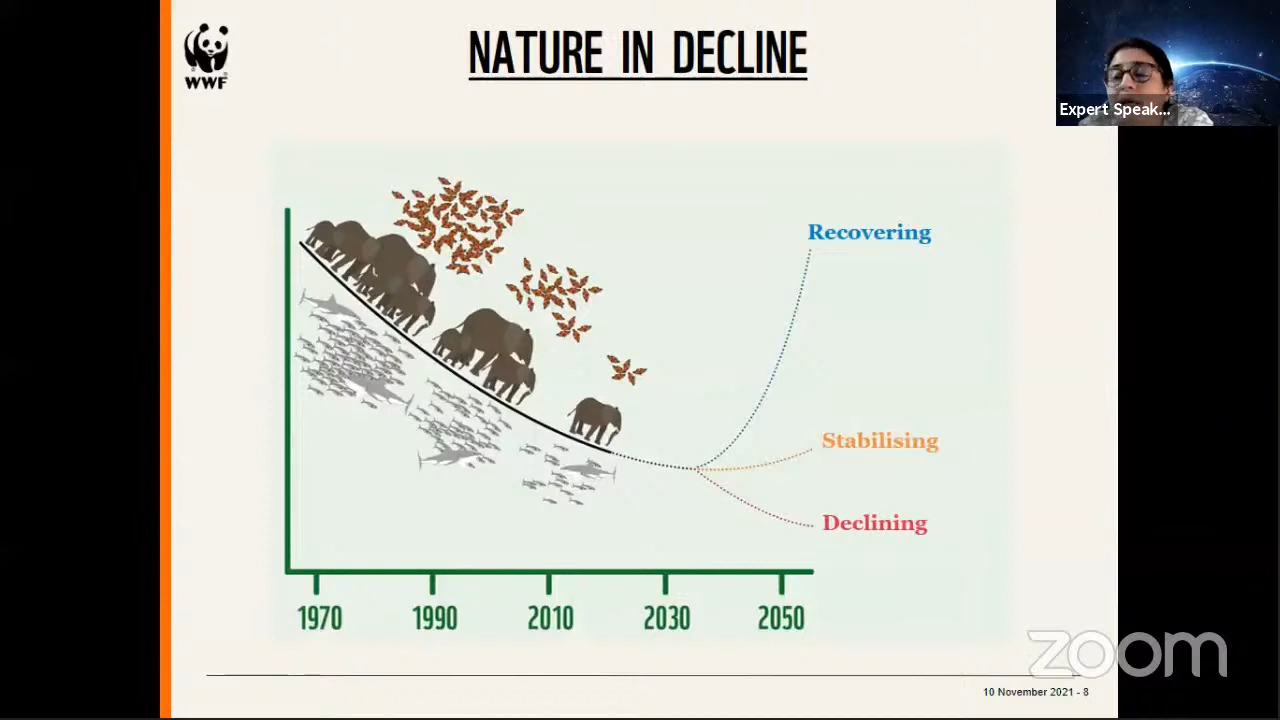 NATURE IN DECLINE
WWF
Expert Speak...
Recovering
Stabilising
Declining
1970 1990 2010 2030 2050
zoom
10 November 2021 - 8